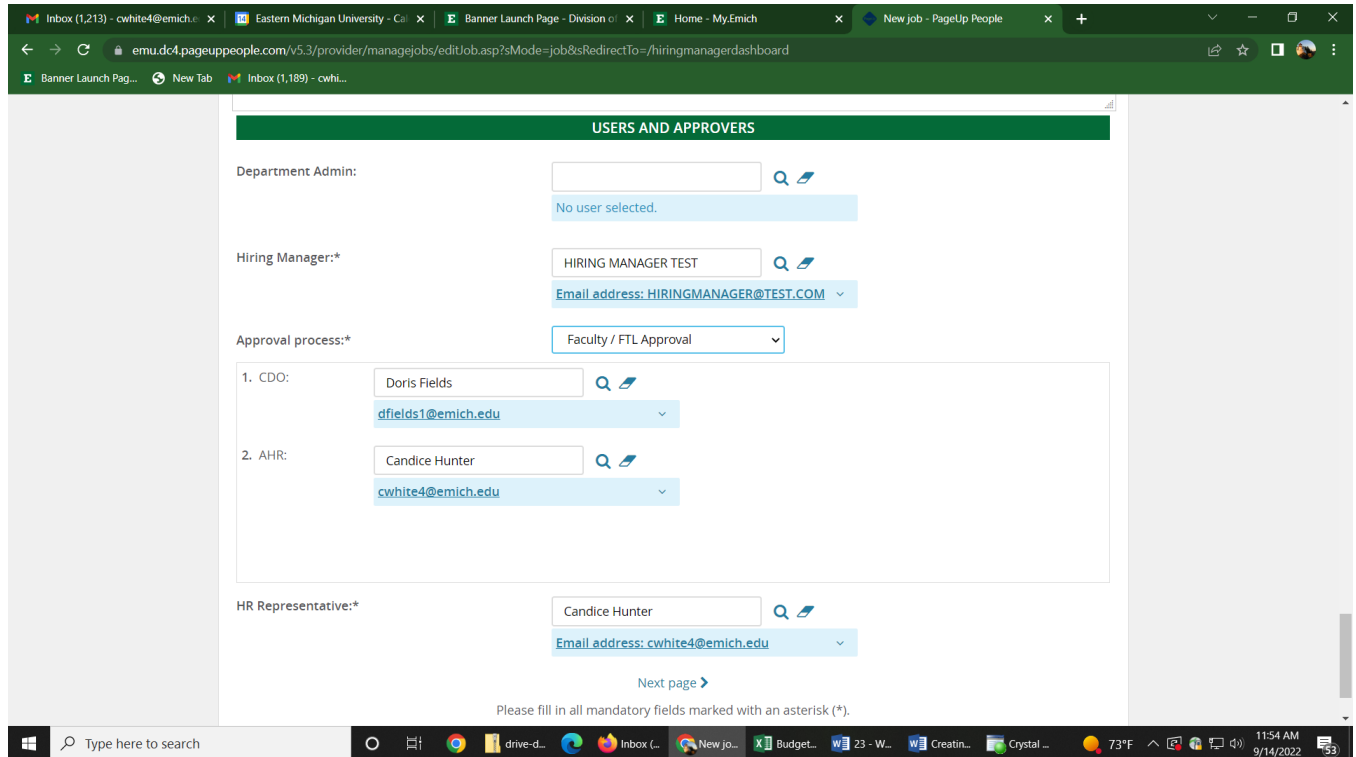 Inbox (1,213) - cwhite4@emich.e
Eastern Michigan University - Cal
Banner Launch Page - Division of
Home - My.Emich
New job - PageUp People
emu.dc4.pageuppeople.com/v5.3/provider/managejobs/editJob.asp?sMode=job&sRedirectTo=/hiringmanagerdashboard
Banner Launch Pag...
New Tab
Inbox (1,189) - cwhi...
USERS AND APPROVERS
Department Admin:
No user selected.
Hiring Manager:*
HIRING MANAGER TEST
Email address: HIRINGMANAGER@TEST.COM
Approval process:*
Faculty / FTL Approval
1. CDO:
Doris Fields
dfields1@emich.edu
2. AHR:
Candice Hunter
cwhite4@emich.edu
HR Representative:*
Candice Hunter
Email address: cwhite4@emich.edu
Next page
Please fill in all mandatory fields marked with an asterisk (*).
Type here to search
drive-d...
Inbox (...
New jo...
Budget...
23 - W...
Creatin...
Crystal ...
73°F
11:54 AM
9/14/2022
53